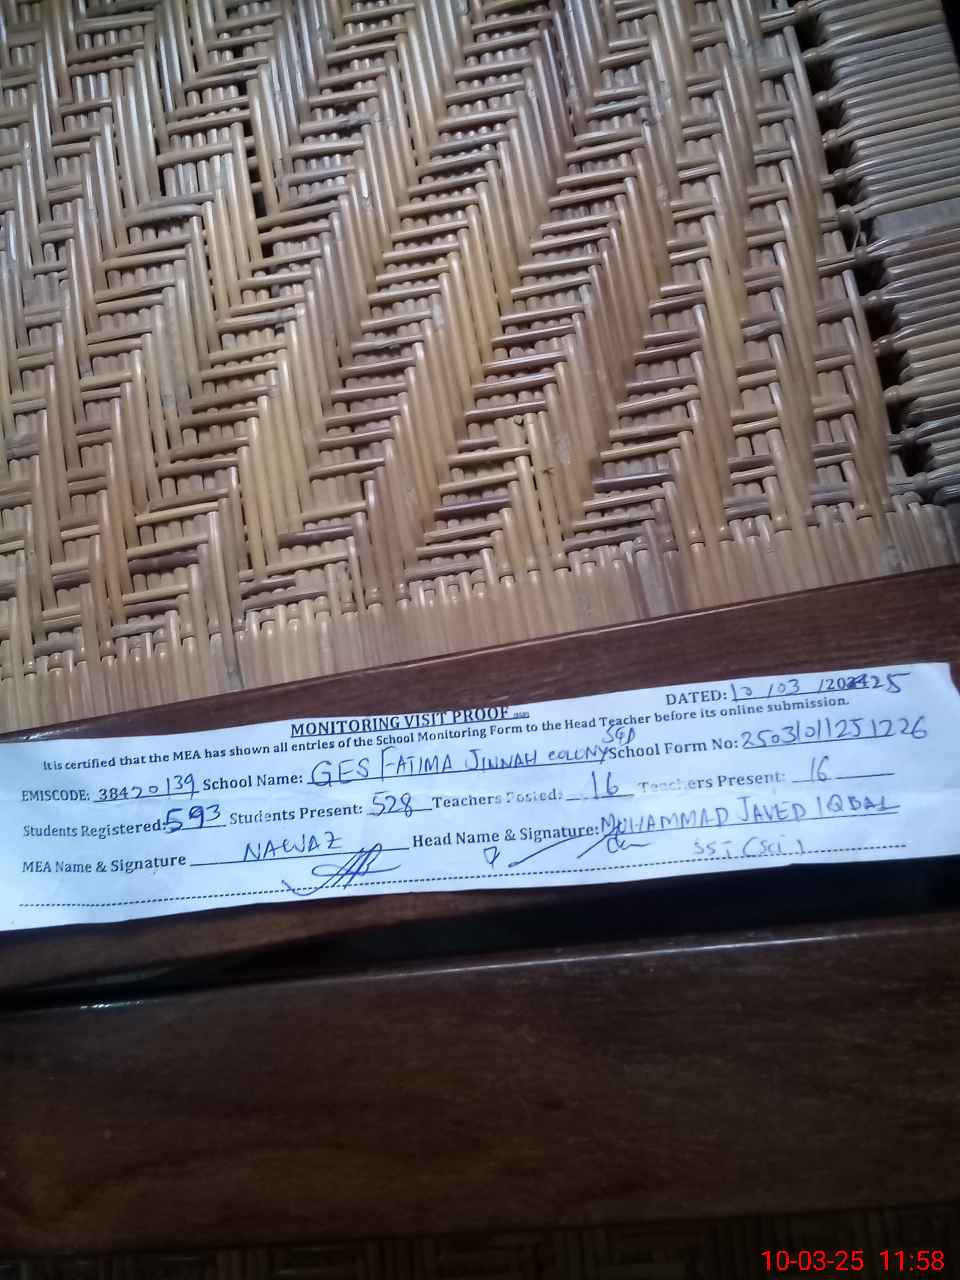 MONITORING VISIT PROOF
DATED: 10 / 03 / 2025
It is certified that the MEA has shown all entries of the School Monitoring Form to the Head Teacher before its online submission.
EMISCODE: 38420139 School Name: GES FATIMA JINNAH COLONY SGD School Form No: 25031011251226
Students Registered: 593 Students Present: 528 Teachers Posted: 16 Teachers Present: 16
MEA Name & Signature NAWAZ Head Name & Signature: MUHAMMAD JAVED IQBAL
SST (Sci)
10-03-25 11:58